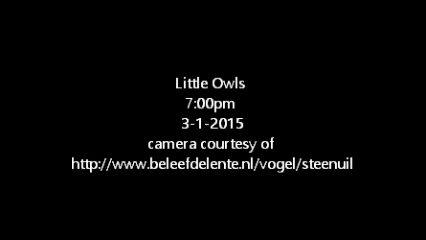 Little Owls
7:00pm
3-1-2015
camera courtesy of
http://www.beleefdelente.nl/vogel/steenuil